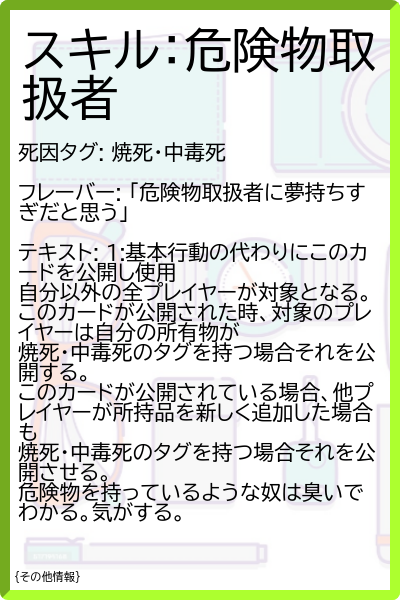 スキル：危険物取
扱者
死因タグ: 焼死・中毒死
フレーバー: 「危険物取扱者に夢持ちす
ぎだと思う」
テキスト: 1:基本行動の代わりにこのカ
ードを公開し使用
自分以外の全プレイヤーが対象となる。
このカードが公開された時、対象のプレ
イヤーは自分の所有物が
焼死・中毒死のタグを持つ場合それを公
開する。
このカードが公開されている場合、他プ
レイヤーが所持品を新しく追加した場合
も
焼死・中毒死のタグを持つ場合それを公
開させる。
危険物を持っているような奴は臭いで
わかる。気がする。
{その他情報}